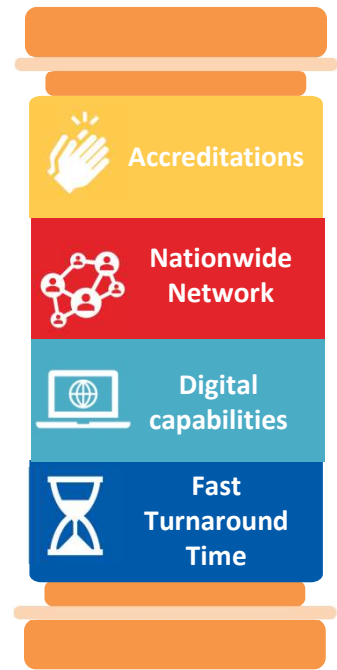 Accreditations
Nationwide
Network
Digital
capabilities
Fast
Turnaround
Time